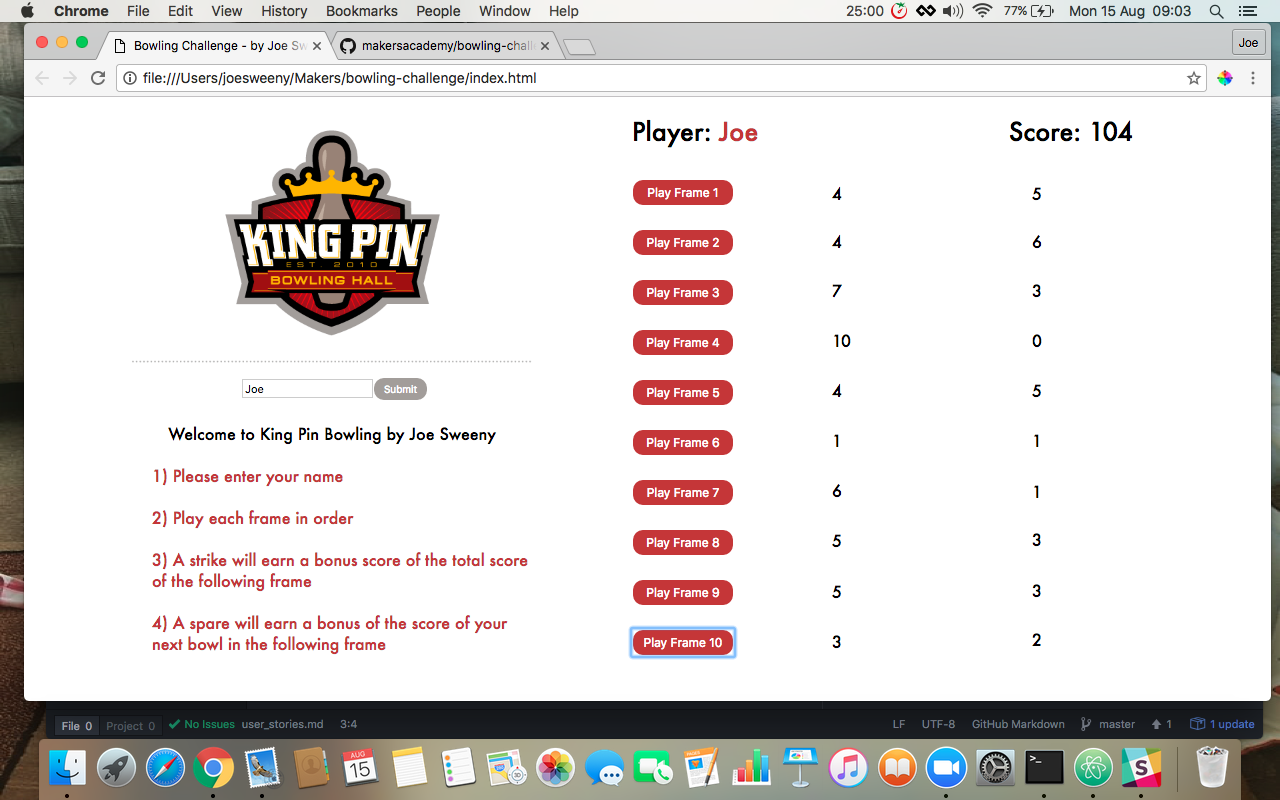 Chrome File Edit View History Bookmarks People Window Help 25:00 77% Mon 15 Aug 09:03
Bowling Challenge - by Joe Sw makersacademy/bowling-chall Joe
file:///Users/joesweeny/Makers/bowling-challenge/index.html
KING PIN
EST. 2010
BOWLING HALL
Joe Submit
Welcome to King Pin Bowling by Joe Sweeny
1) Please enter your name
2) Play each frame in order
3) A strike will earn a bonus score of the total score
of the following frame
4) A spare will earn a bonus of the score of your
next bowl in the following frame
Player: Joe Score: 104
Play Frame 1 4 5
Play Frame 2 4 6
Play Frame 3 7 3
Play Frame 4 10 0
Play Frame 5 4 5
Play Frame 6 1 1
Play Frame 7 6 1
Play Frame 8 5 3
Play Frame 9 5 3
Play Frame 10 3 2
File 0 Project 0 No Issues user_stories.md 3:4 LF UTF-8 GitHub Markdown master 1 1 update
AUG
15
PAGES
3D
>_
S